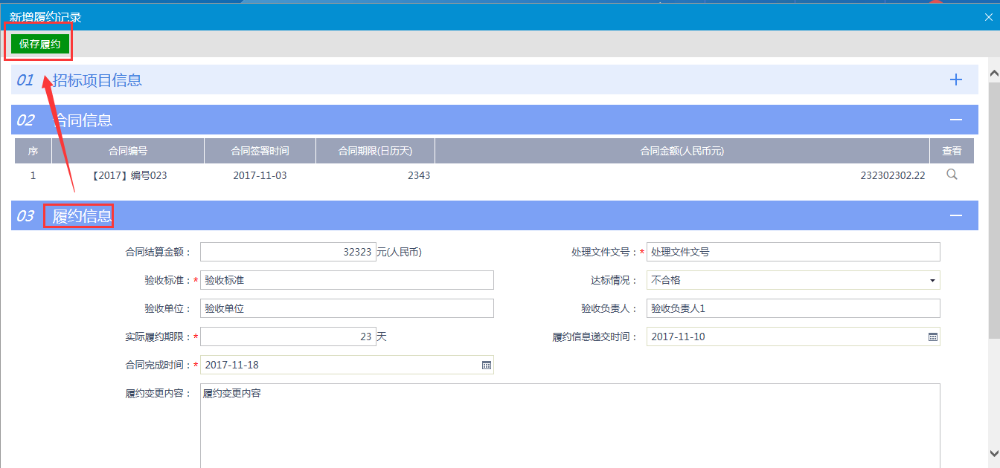 新增履约记录
保存履约
01 招标项目信息
02 合同信息
序 合同编号 合同签署时间 合同期限(日历天) 合同金额(人民币元) 查看
1 【2017】编号023 2017-11-03 2343 232302302.22
03 履约信息
合同结算金额： 32323 元(人民币) 处理文件文号：* 处理文件文号
验收标准：* 验收标准 达标情况： 不合格
验收单位： 验收单位 验收负责人： 验收负责人1
实际履约期限：* 23 天 履约信息递交时间： 2017-11-10
合同完成时间：* 2017-11-18
履约变更内容： 履约变更内容